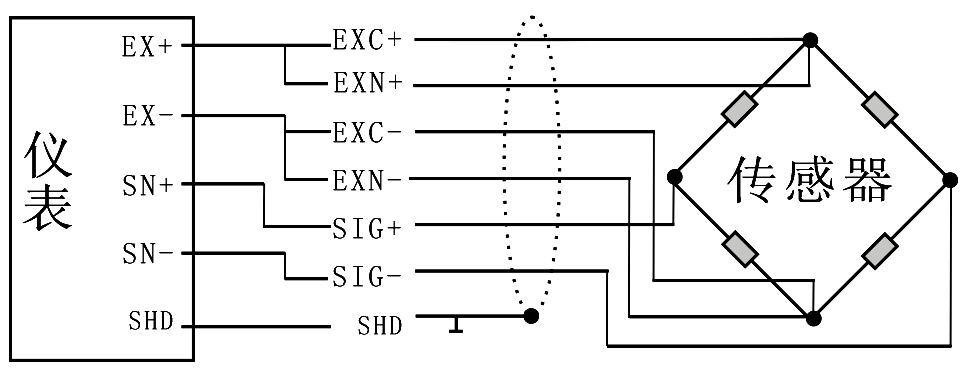 仪表
EX+
EX-
SN+
SN-
SHD
EXC+
EXN+
EXC-
EXN-
SIG+
SIG-
SHD
传感器